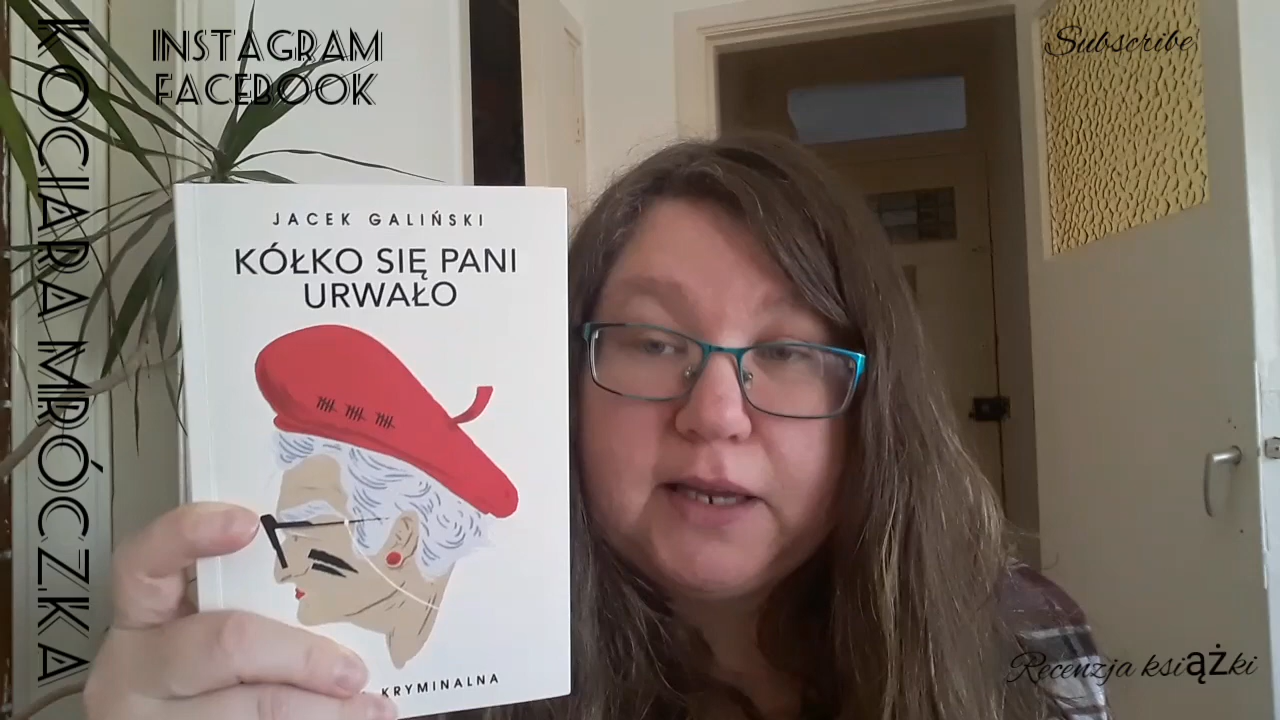 KOCIARA MRÓCZKA
INSTAGRAM
FACEBOOK
Subscribe
JACEK GALIŃSKI
KÓŁKO SIĘ PANI
URWAŁO
KRYMINALNA
Recenzja książki